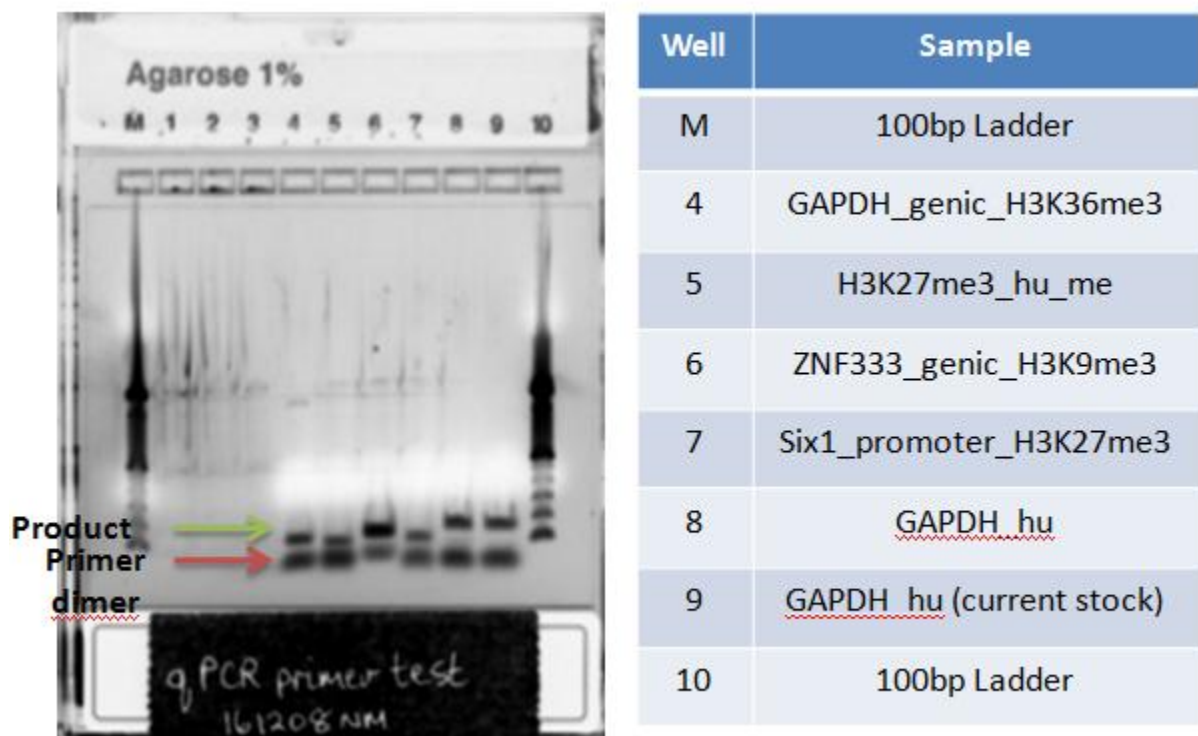 Agarose 1%
M 1 2 3 4 5 6 7 8 9 10
Product
Primer
dimer
qPCR primer test
161208 NM
Well Sample
M 100bp Ladder
4 GAPDH_genic_H3K36me3
5 H3K27me3_hu_me
6 ZNF333_genic_H3K9me3
7 Six1_promoter_H3K27me3
8 GAPDH_hu
9 GAPDH_hu (current stock)
10 100bp Ladder